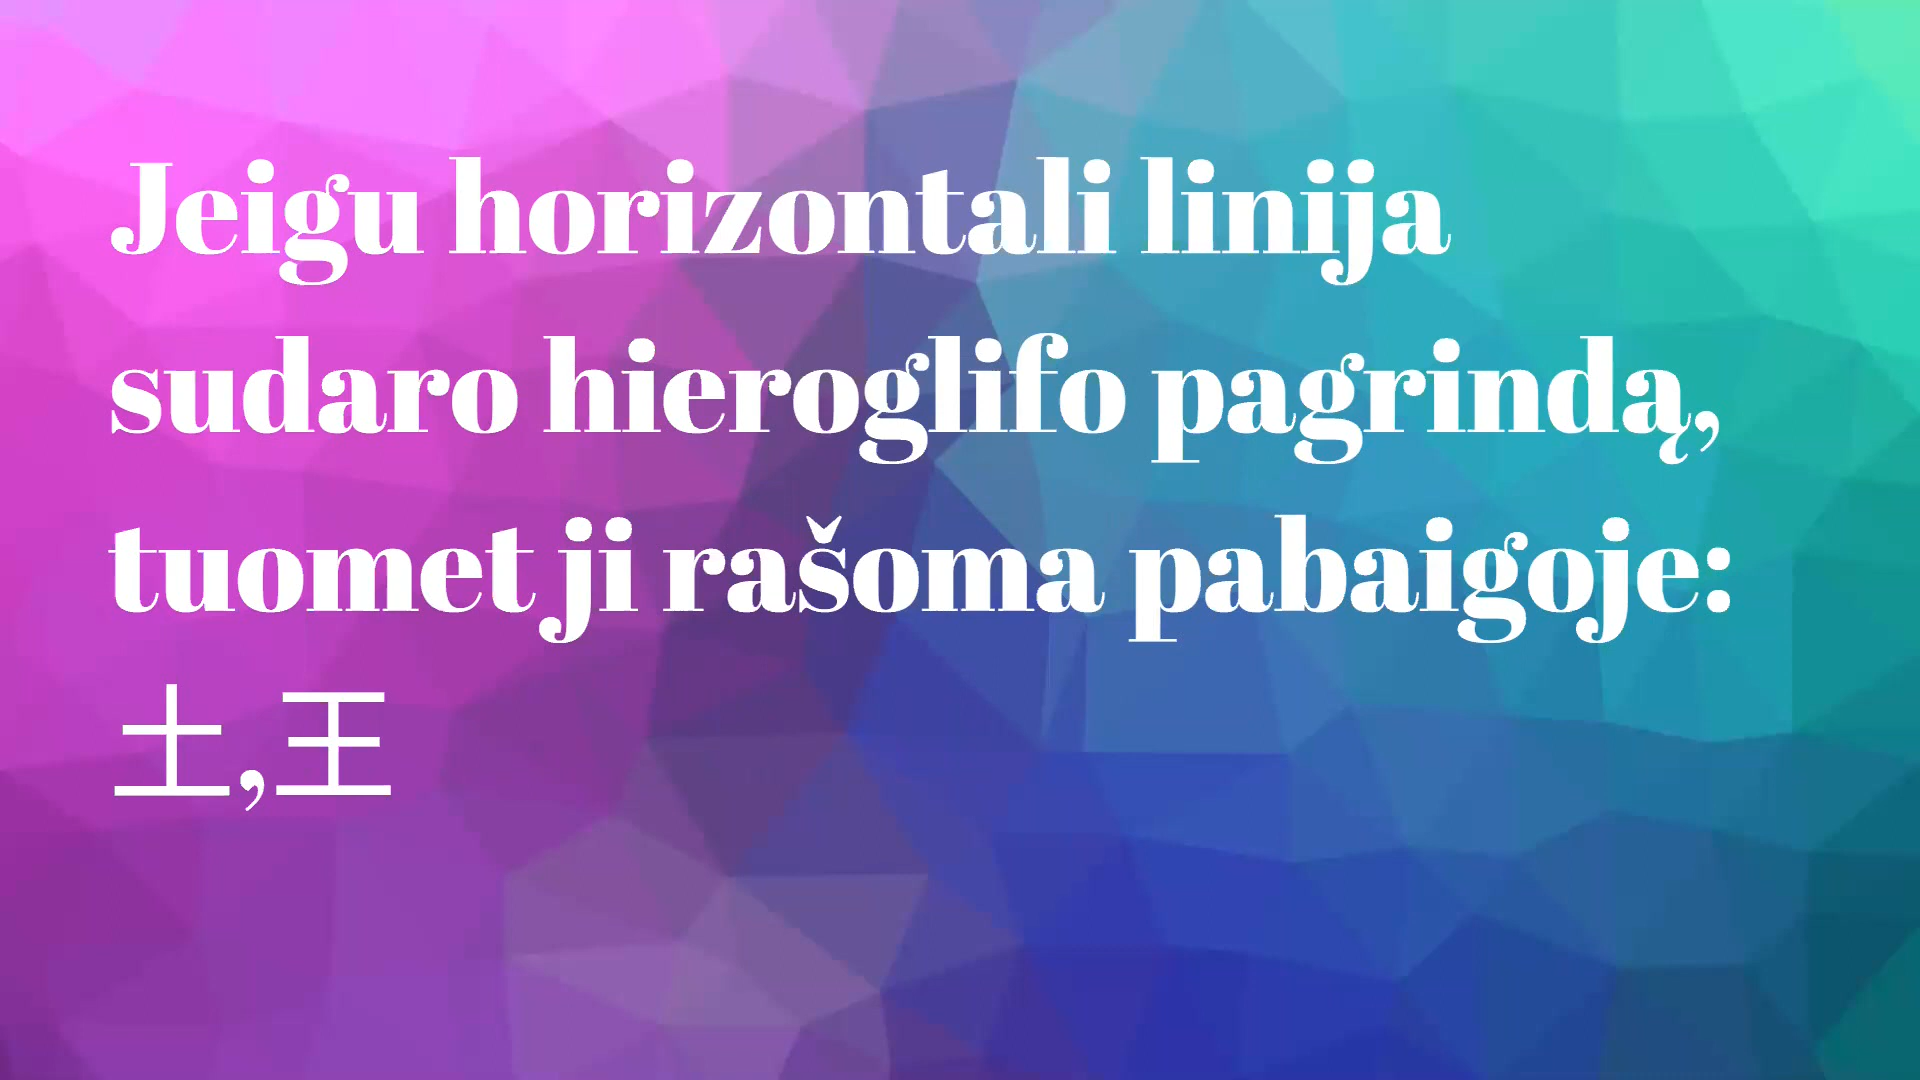 Jeigu horizontali linija
sudaro hieroglifo pagrindą,
tuomet ji rašoma pabaigoje:
土,王